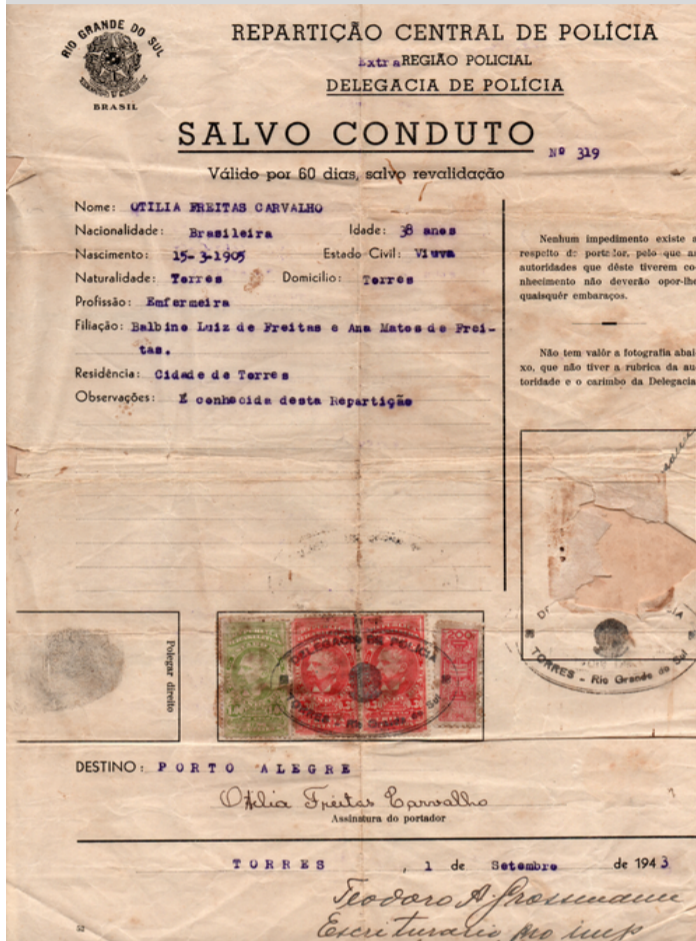 RIO GRANDE DO SUL
BRASIL
REPARTIÇÃO CENTRAL DE POLÍCIA
Extra REGIÃO POLICIAL
DELEGACIA DE POLÍCIA
SALVO CONDUTO
Nº 319
Válido por 60 dias, salvo revalidação
Nome: OTILIA FREITAS CARVALHO
Nacionalidade: Brasileira Idade: 38 anos
Nascimento: 15-3-1905 Estado Civil: Viuva
Naturalidade: Torres Domicilio: Torres
Profissão: Emfermeira
Filiação: Balbino Luiz de Freitas e Ana Matos de Frei-
tas.
Residência: Cidade de Torres
Observações: É conhecida desta Repartição
Nenhum impedimento existe a
respeito do portador, pelo que as
autoridades que dêste tiverem co
nhecimento não deverão opor-lhe
quaisquér embaraços.
Não tem valôr a fotografia abai
xo, que não tiver a rubrica da au
toridade e o carimbo da Delegacia
TORRES - Rio Grande do Sul
Polegar direito
DELEGACIA DE POLICIA
TORRES - Rio Grande do Sul
DESTINO: PORTO ALEGRE
Otilia Freitas Carvalho
Assinatura do portador
TORRES , 1 de Setembro de 1943
Teodoro A. Grossmann
Escriturario no imp
52